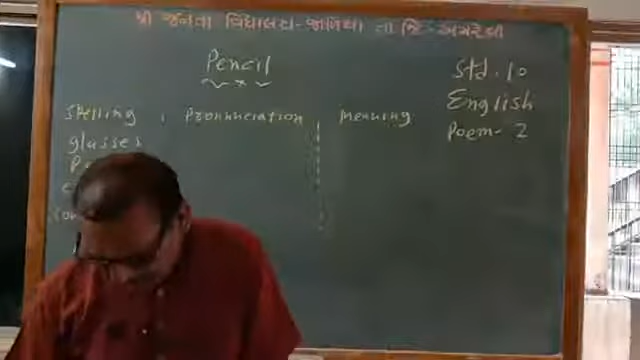 શ્રી જનતા વિદ્યાલય-જાળિયા તા જિ-અમરેલી
Pencil
Std. 10
English
Poem-2
Spelling, Pronunciation Meaning
glasses